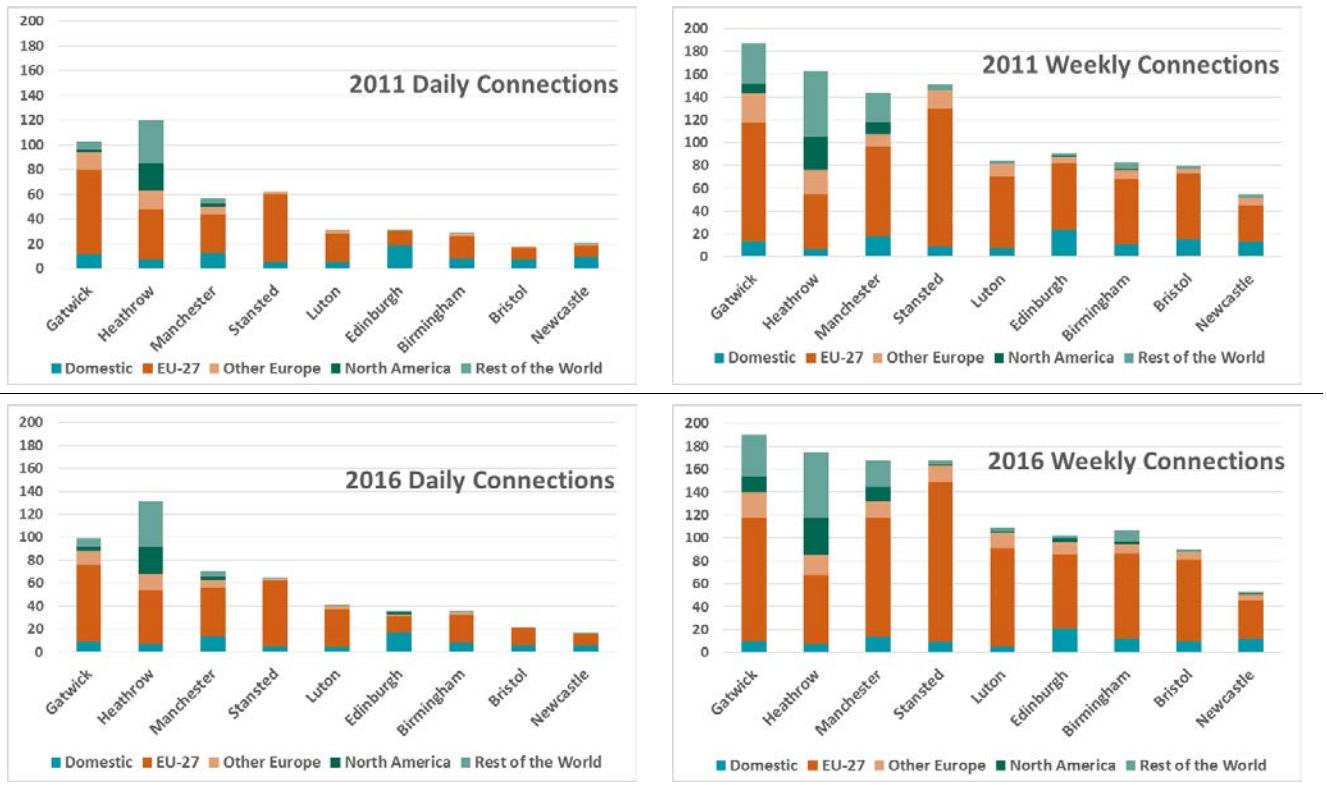 2011 Daily Connections
200
180
160
140
120
100
80
60
40
20
0
Gatwick
Heathrow
Manchester
Stansted
Luton
Edinburgh
Birmingham
Bristol
Newcastle
Domestic EU-27 Other Europe North America Rest of the World
2011 Weekly Connections
200
180
160
140
120
100
80
60
40
20
0
Gatwick
Heathrow
Manchester
Stansted
Luton
Edinburgh
Birmingham
Bristol
Newcastle
Domestic EU-27 Other Europe North America Rest of the World
2016 Daily Connections
200
180
160
140
120
100
80
60
40
20
0
Gatwick
Heathrow
Manchester
Stansted
Luton
Edinburgh
Birmingham
Bristol
Newcastle
Domestic EU-27 Other Europe North America Rest of the World
2016 Weekly Connections
200
180
160
140
120
100
80
60
40
20
0
Gatwick
Heathrow
Manchester
Stansted
Luton
Edinburgh
Birmingham
Bristol
Newcastle
Domestic EU-27 Other Europe North America Rest of the World